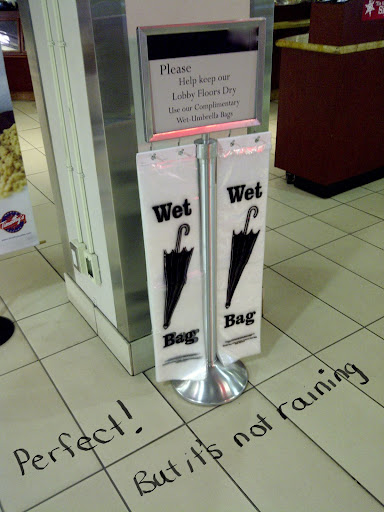 Please
Help keep our
Lobby Floors Dry
Use our Complimentary
Wet Umbrella Bags
Wet
Bag
Wet
Bag
Perfect!
But it's not raining